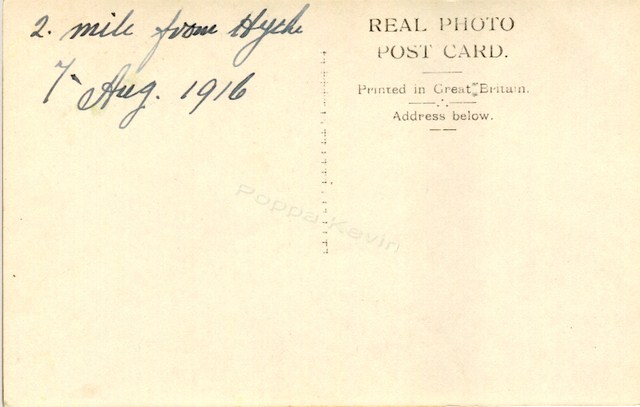 2. mile from Hythe
7 Aug. 1916
REAL PHOTO
POST CARD.
Printed in Great Britain.
Address below.
Poppa Kevin